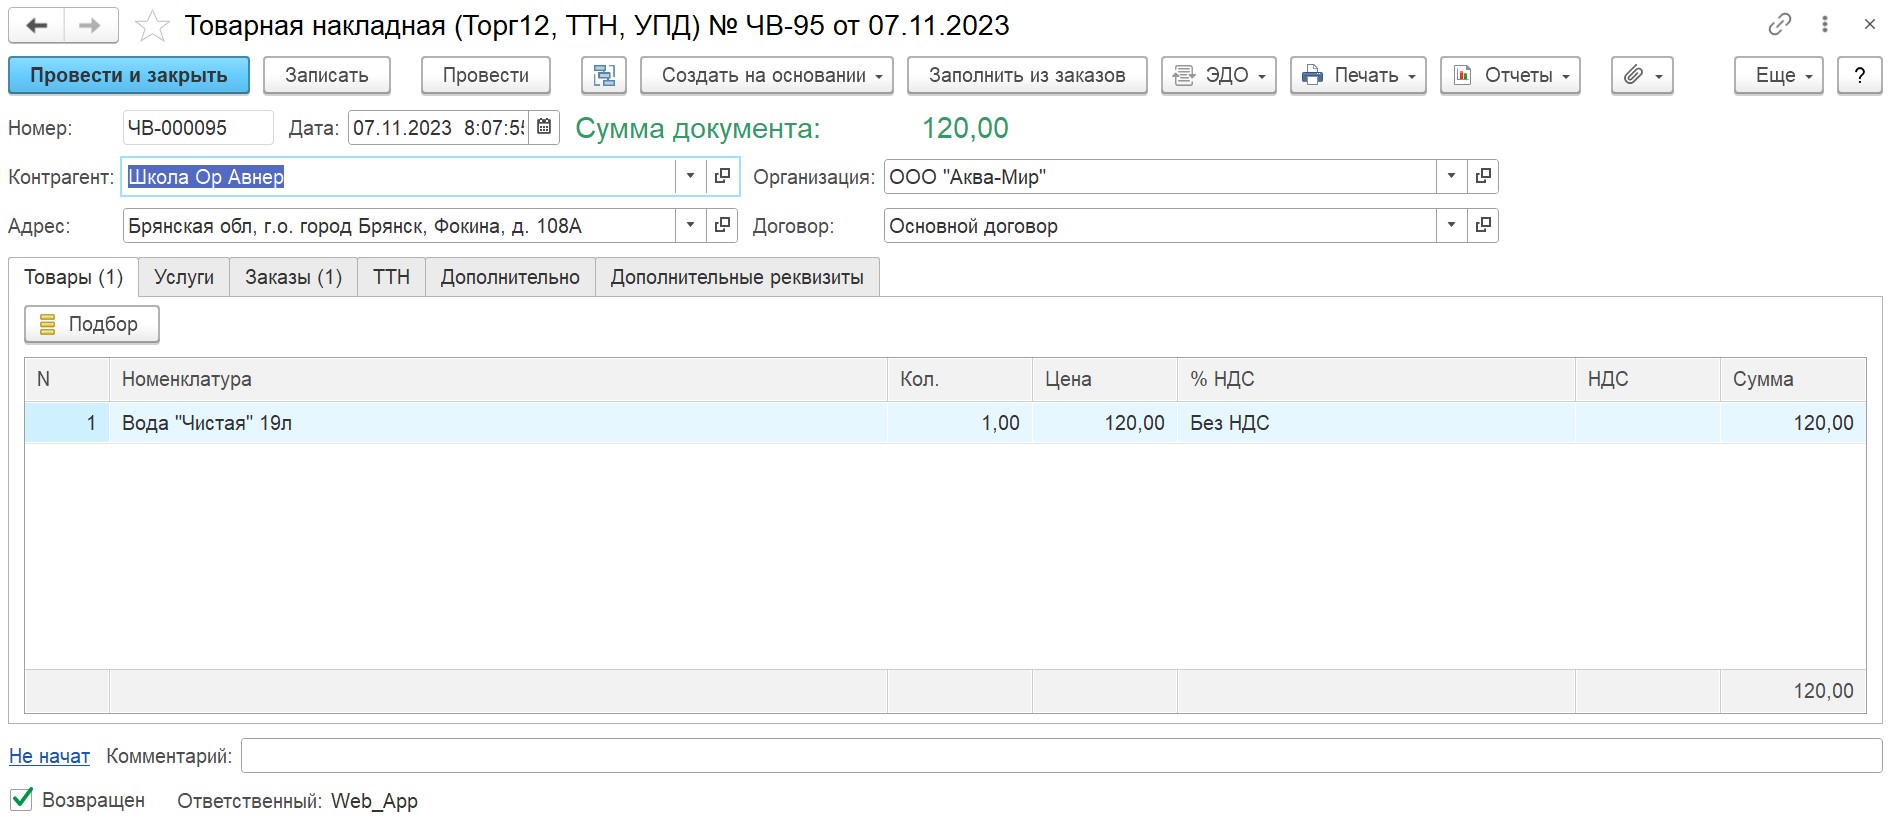 Товарная накладная (Торг12, ТТН, УПД) № ЧВ-95 от 07.11.2023
Провести и закрыть Записать Провести Создать на основании Заполнить из заказов ЭДО Печать Отчеты Еще ?
Номер: ЧВ-000095 Дата: 07.11.2023 8:07:55 Сумма документа: 120,00
Контрагент: Школа Ор Авнер Организация: ООО "Аква-Мир"
Адрес: Брянская обл, г.о. город Брянск, Фокина, д. 108А Договор: Основной договор
Товары (1) Услуги Заказы (1) ТТН Дополнительно Дополнительные реквизиты
Подбор
N Номенклатура Кол. Цена % НДС НДС Сумма
1 Вода "Чистая" 19л 1,00 120,00 Без НДС 120,00
120,00
Не начат Комментарий:
Возвращен Ответственный: Web_App